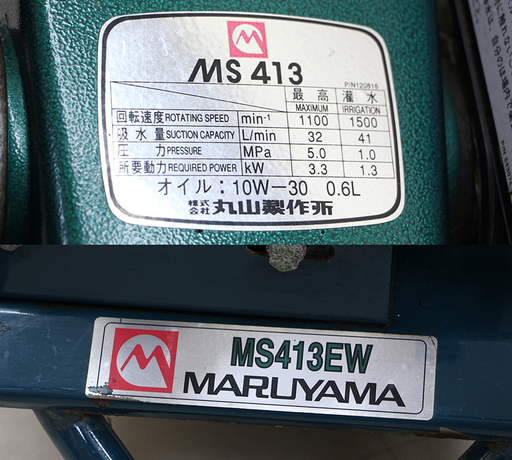 MS 413
P/N120816
最高 灌水
MAXIMUM IRRIGATION
回転速度 ROTATING SPEED min-1 1100 1500
吸水量 SUCTION CAPACITY L/min 32 41
圧力 PRESSURE MPa 5.0 1.0
所要動力 REQUIRED POWER kW 3.3 1.3
オイル：10W－30 0.6L
株式会社 丸山製作所
MS413EW
MARUYAMA